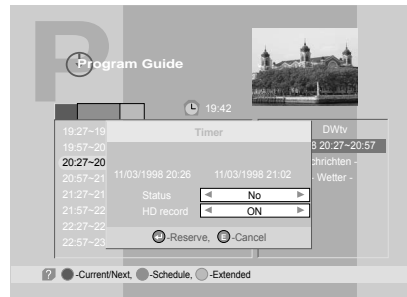 Program Guide
19:42
19:27~19
Timer
DWtv
19:57~20
8 20:27~20:57
20:27~20
chrichten -
20:57~21
11/03/1998 20:26 11/03/1998 21:02
- Wetter -
21:27~21
Status No
21:57~22
HD record ON
22:27~22
-Reserve, -Cancel
22:57~23
? -Current/Next, -Schedule, -Extended